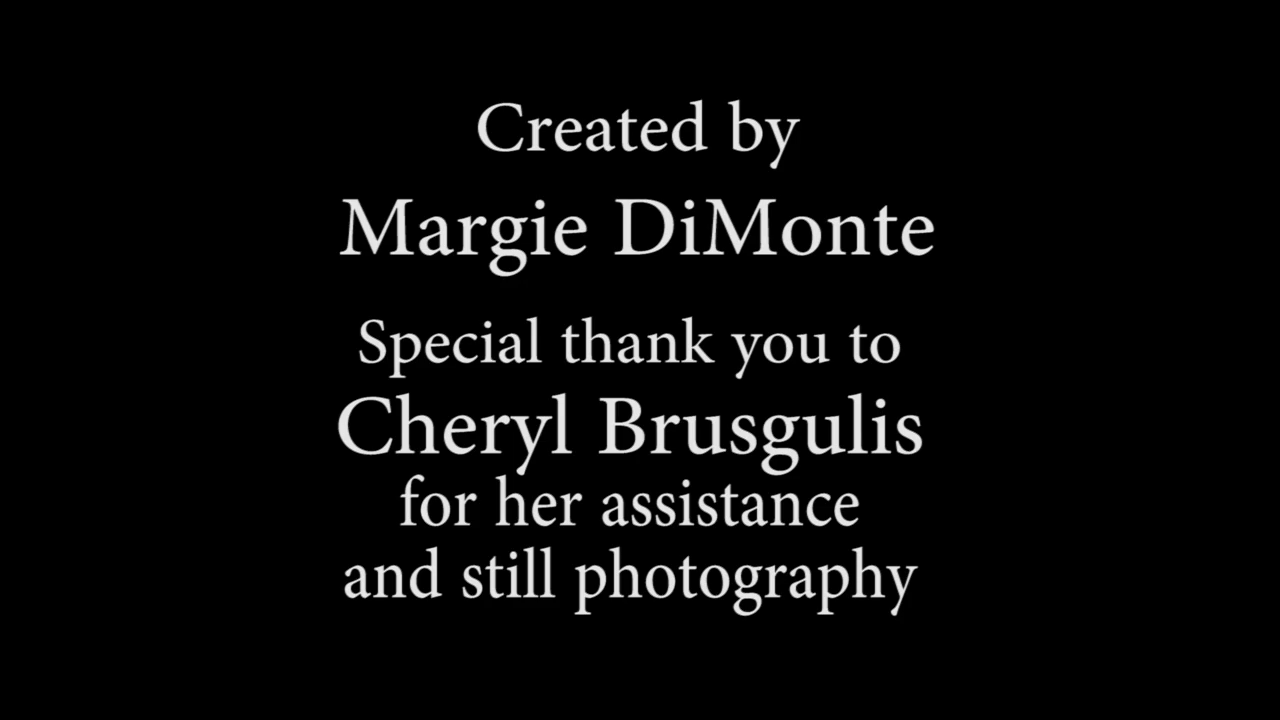 Created by
Margie DiMonte
Special thank you to
Cheryl Brusgulis
for her assistance
and still photography